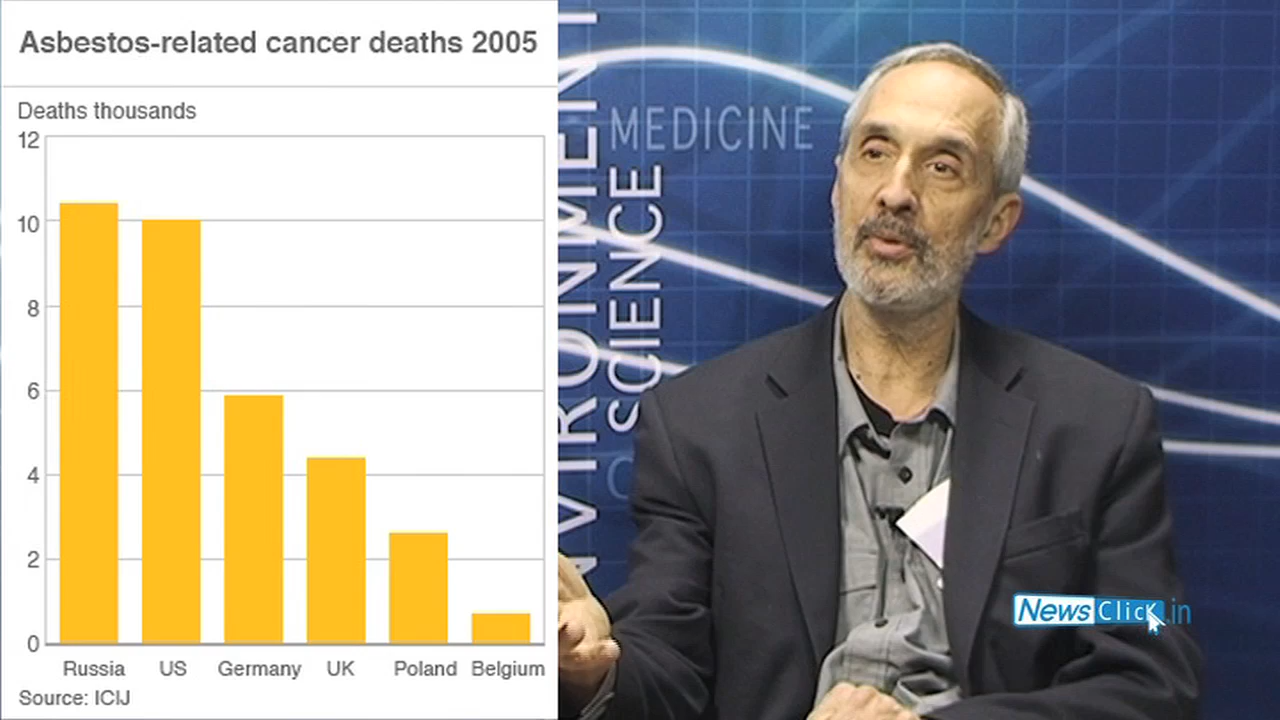 Asbestos-related cancer deaths 2005
Deaths thousands
12
10
8
6
4
2
0
Russia US Germany UK Poland Belgium
Source: ICIJ
MEDICINE
SCIENCE
VIRONMEN
NewsClick.in